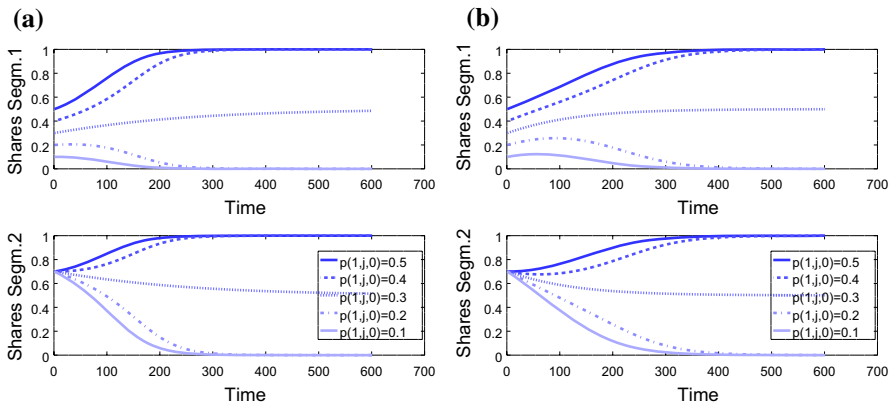 (a)
Shares Segm.1
1
0.8
0.6
0.4
0.2
0
0 100 200 300 400 500 600 700
Time
Shares Segm.2
1
0.8
0.6
0.4
0.2
0
p(1,j,0)=0.5
p(1,j,0)=0.4
p(1,j,0)=0.3
p(1,j,0)=0.2
p(1,j,0)=0.1
0 100 200 300 400 500 600 700
Time
(b)
Shares Segm.1
1
0.8
0.6
0.4
0.2
0
0 100 200 300 400 500 600 700
Time
Shares Segm.2
1
0.8
0.6
0.4
0.2
0
p(1,j,0)=0.5
p(1,j,0)=0.4
p(1,j,0)=0.3
p(1,j,0)=0.2
p(1,j,0)=0.1
0 100 200 300 400 500 600 700
Time